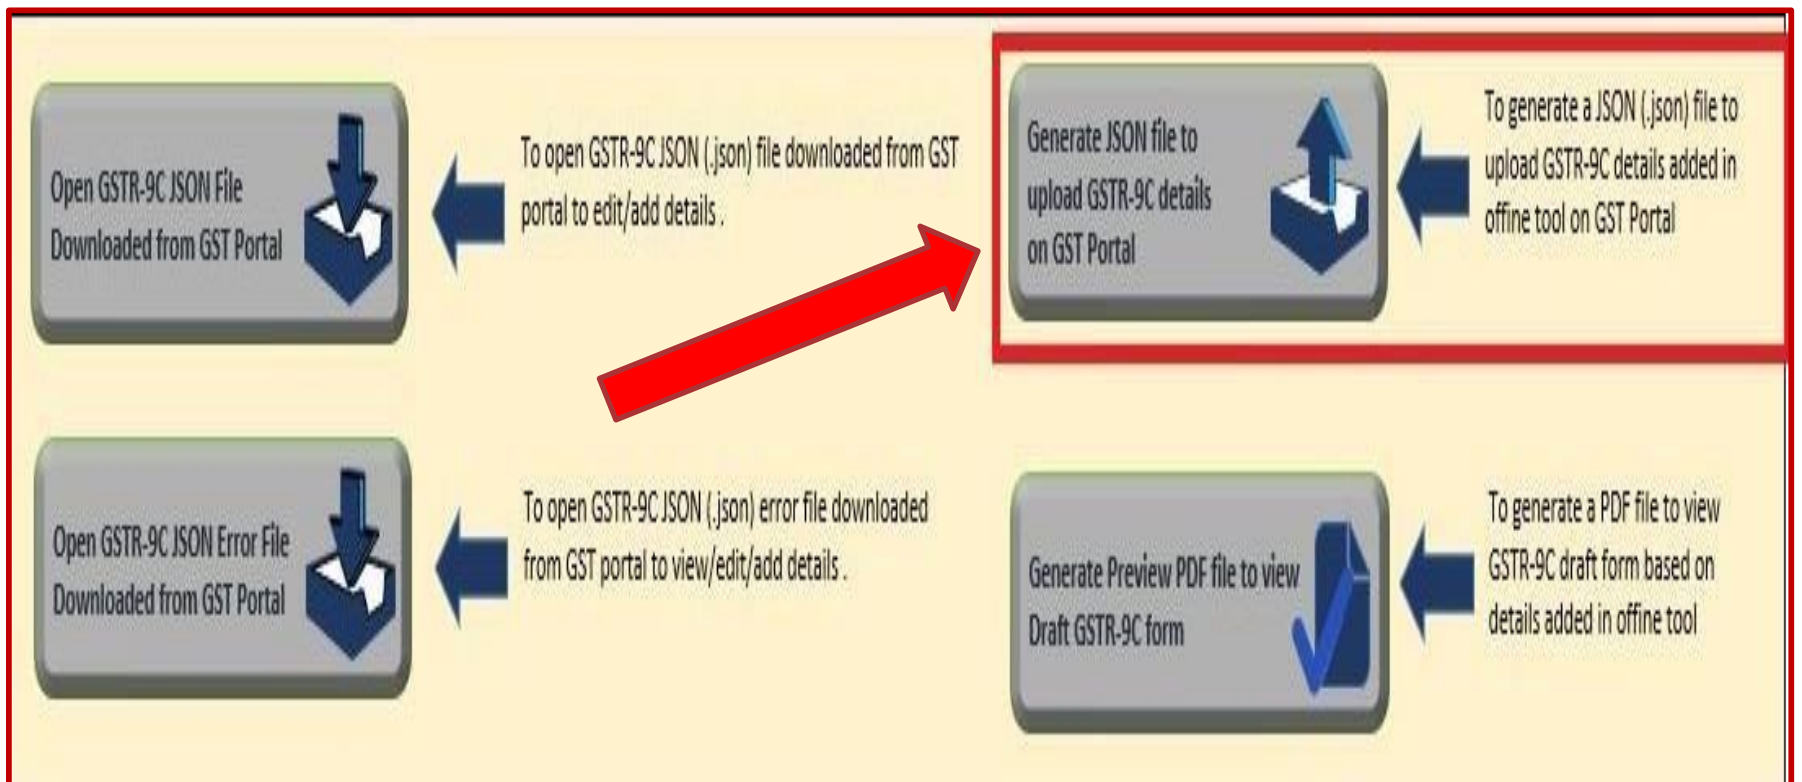 Open GSTR-9C JSON File
Downloaded from GST Portal
To open GSTR-9C JSON (.json) file downloaded from GST
portal to edit/add details .
Generate JSON file to
upload GSTR-9C details
on GST Portal
To generate a JSON (.json) file to
upload GSTR-9C details added in
offine tool on GST Portal
Open GSTR-9C JSON Error File
Downloaded from GST Portal
To open GSTR-9C JSON (.json) error file downloaded
from GST portal to view/edit/add details .
Generate Preview PDF file to view
Draft GSTR-9C form
To generate a PDF file to view
GSTR-9C draft form based on
details added in offine tool